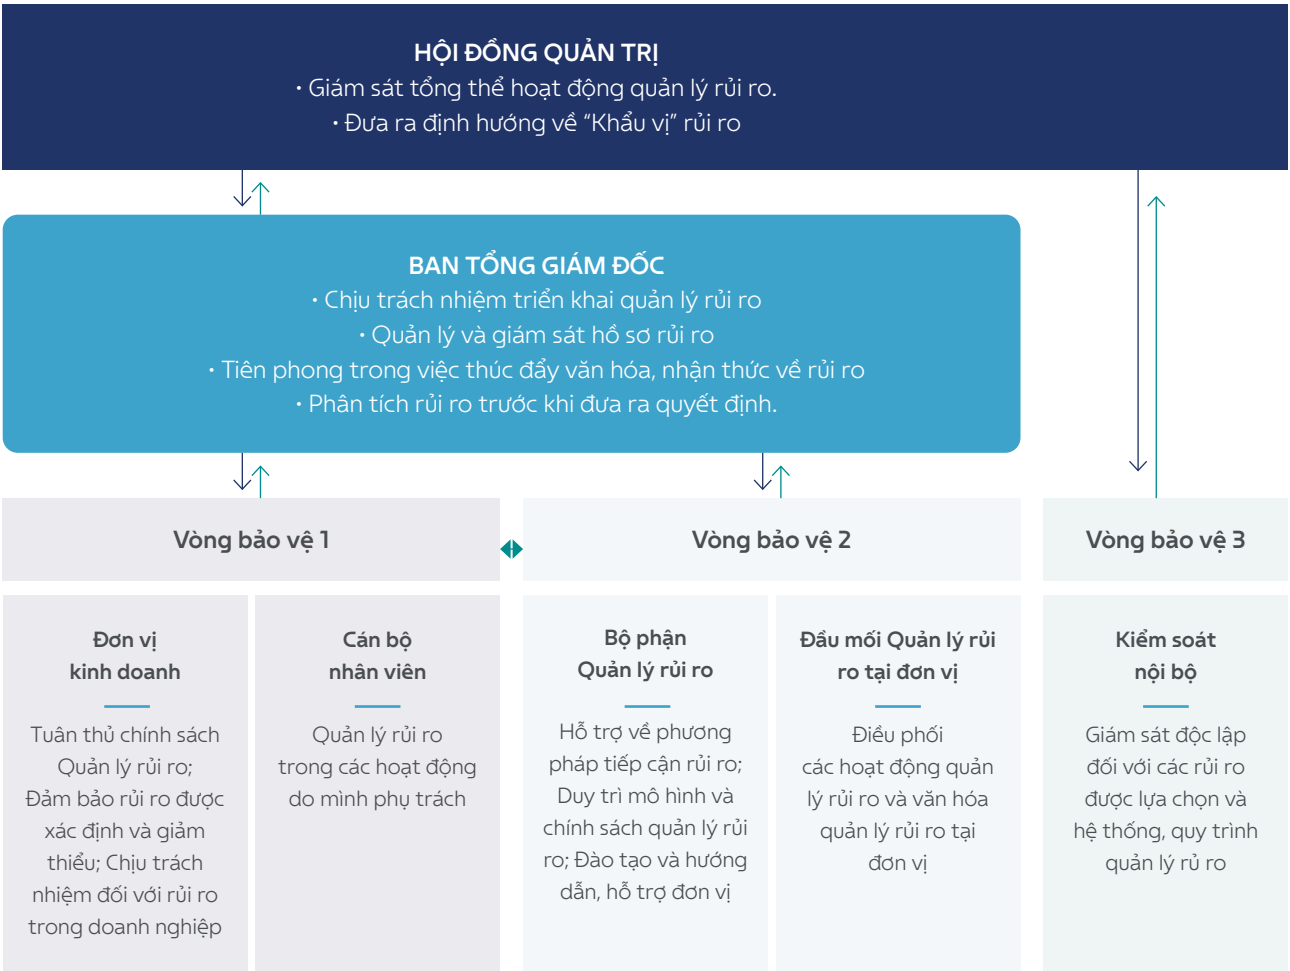 HỘI ĐỒNG QUẢN TRỊ
• Giám sát tổng thể hoạt động quản lý rủi ro.
• Đưa ra định hướng về “Khẩu vị” rủi ro
BAN TỔNG GIÁM ĐỐC
• Chịu trách nhiệm triển khai quản lý rủi ro
• Quản lý và giám sát hồ sơ rủi ro
• Tiên phong trong việc thúc đẩy văn hóa, nhận thức về rủi ro
• Phân tích rủi ro trước khi đưa ra quyết định.
Vòng bảo vệ 1
Đơn vị
kinh doanh
Tuân thủ chính sách
Quản lý rủi ro;
Đảm bảo rủi ro được
xác định và giảm
thiểu; Chịu trách
nhiệm đối với rủi ro
trong doanh nghiệp
Cán bộ
nhân viên
Quản lý rủi ro
trong các hoạt động
do mình phụ trách
Vòng bảo vệ 2
Bộ phận
Quản lý rủi ro
Hỗ trợ về phương
pháp tiếp cận rủi ro;
Duy trì mô hình và
chính sách quản lý rủi
ro; Đào tạo và hướng
dẫn, hỗ trợ đơn vị
Đầu mối Quản lý rủi
ro tại đơn vị
Điều phối
các hoạt động quản
lý rủi ro và văn hóa
quản lý rủi ro tại
đơn vị
Vòng bảo vệ 3
Kiểm soát
nội bộ
Giám sát độc lập
đối với các rủi ro
được lựa chọn và
hệ thống, quy trình
quản lý rủ ro